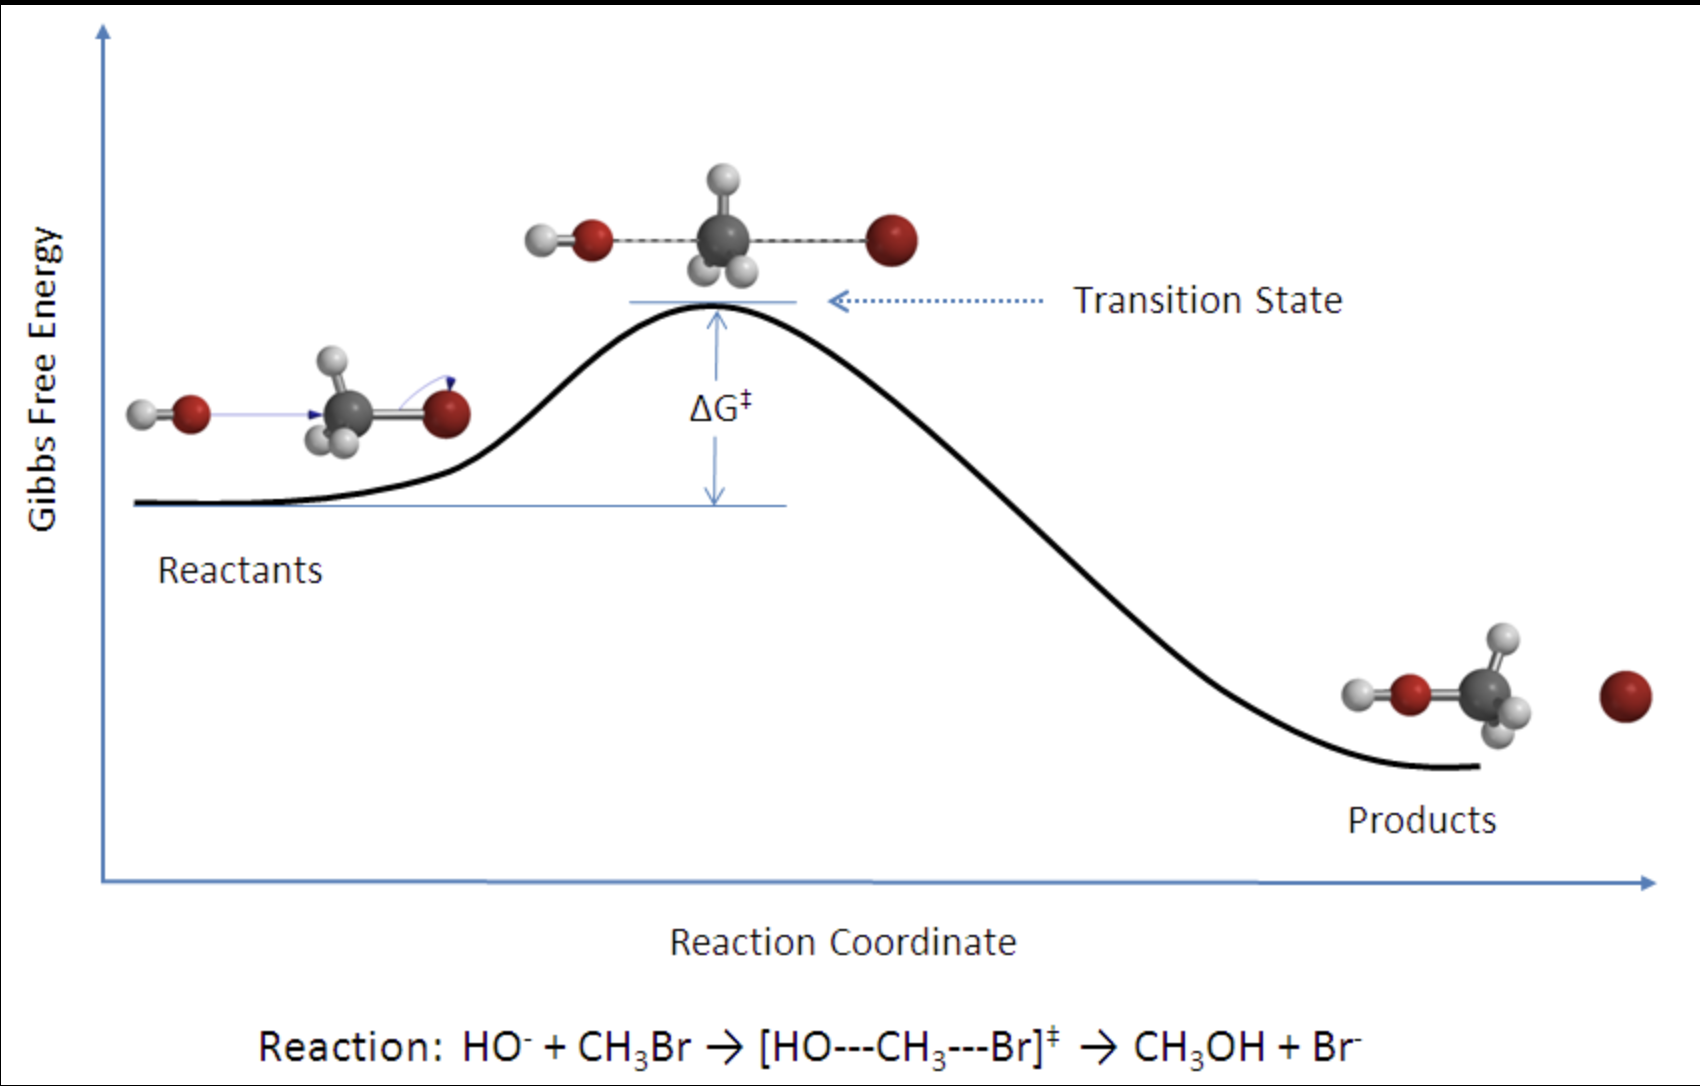 Gibbs Free Energy
Transition State
ΔG‡
Reactants
Products
Reaction Coordinate
Reaction: HO⁻ + CH₃Br → [HO---CH₃---Br]‡ → CH₃OH + Br⁻